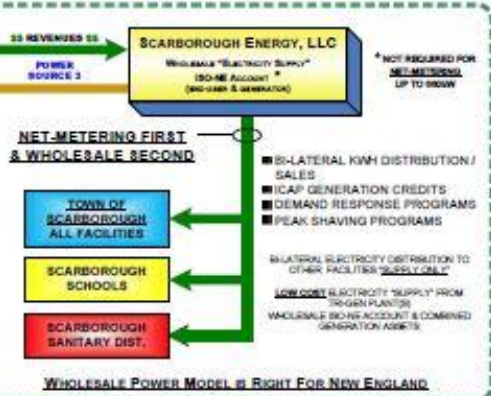 $$ REVENUES $$
POWER
SOURCE 2
SCARBOROUGH ENERGY, LLC
WHOLESALE "ELECTRICITY SUPPLY"
ISO-NE ACCOUNT *
(END-USER & GENERATOR)
* NOT REQUIRED FOR
NET-METERING
UP TO 660KW
NET-METERING FIRST
& WHOLESALE SECOND
BI-LATERAL KWH DISTRIBUTION /
SALES
ICAP GENERATION CREDITS
DEMAND RESPONSE PROGRAMS
PEAK SHAVING PROGRAMS
TOWN OF
SCARBOROUGH
ALL FACILITIES
SCARBOROUGH
SCHOOLS
SCARBOROUGH
SANITARY DIST.
BI-LATERAL ELECTRICITY DISTRIBUTION TO
OTHER FACILITIES "SUPPLY ONLY"
LOW COST ELECTRICITY "SUPPLY" FROM
TRI-GEN PLANT(S)
WHOLESALE ISO-NE ACCOUNT & COMBINED
GENERATION ASSETS
WHOLESALE POWER MODEL IS RIGHT FOR NEW ENGLAND